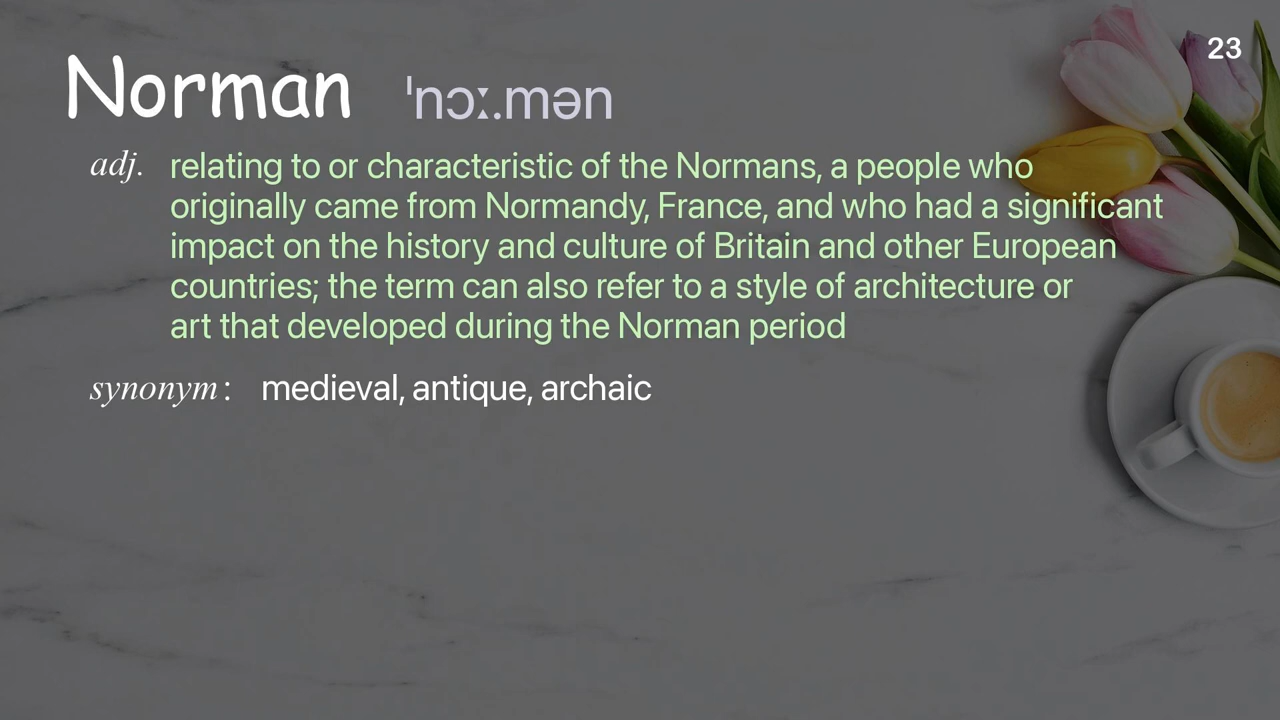 23
Norman ˈnɔː.mən
adj. relating to or characteristic of the Normans, a people who
originally came from Normandy, France, and who had a significant
impact on the history and culture of Britain and other European
countries; the term can also refer to a style of architecture or
art that developed during the Norman period
synonym: medieval, antique, archaic